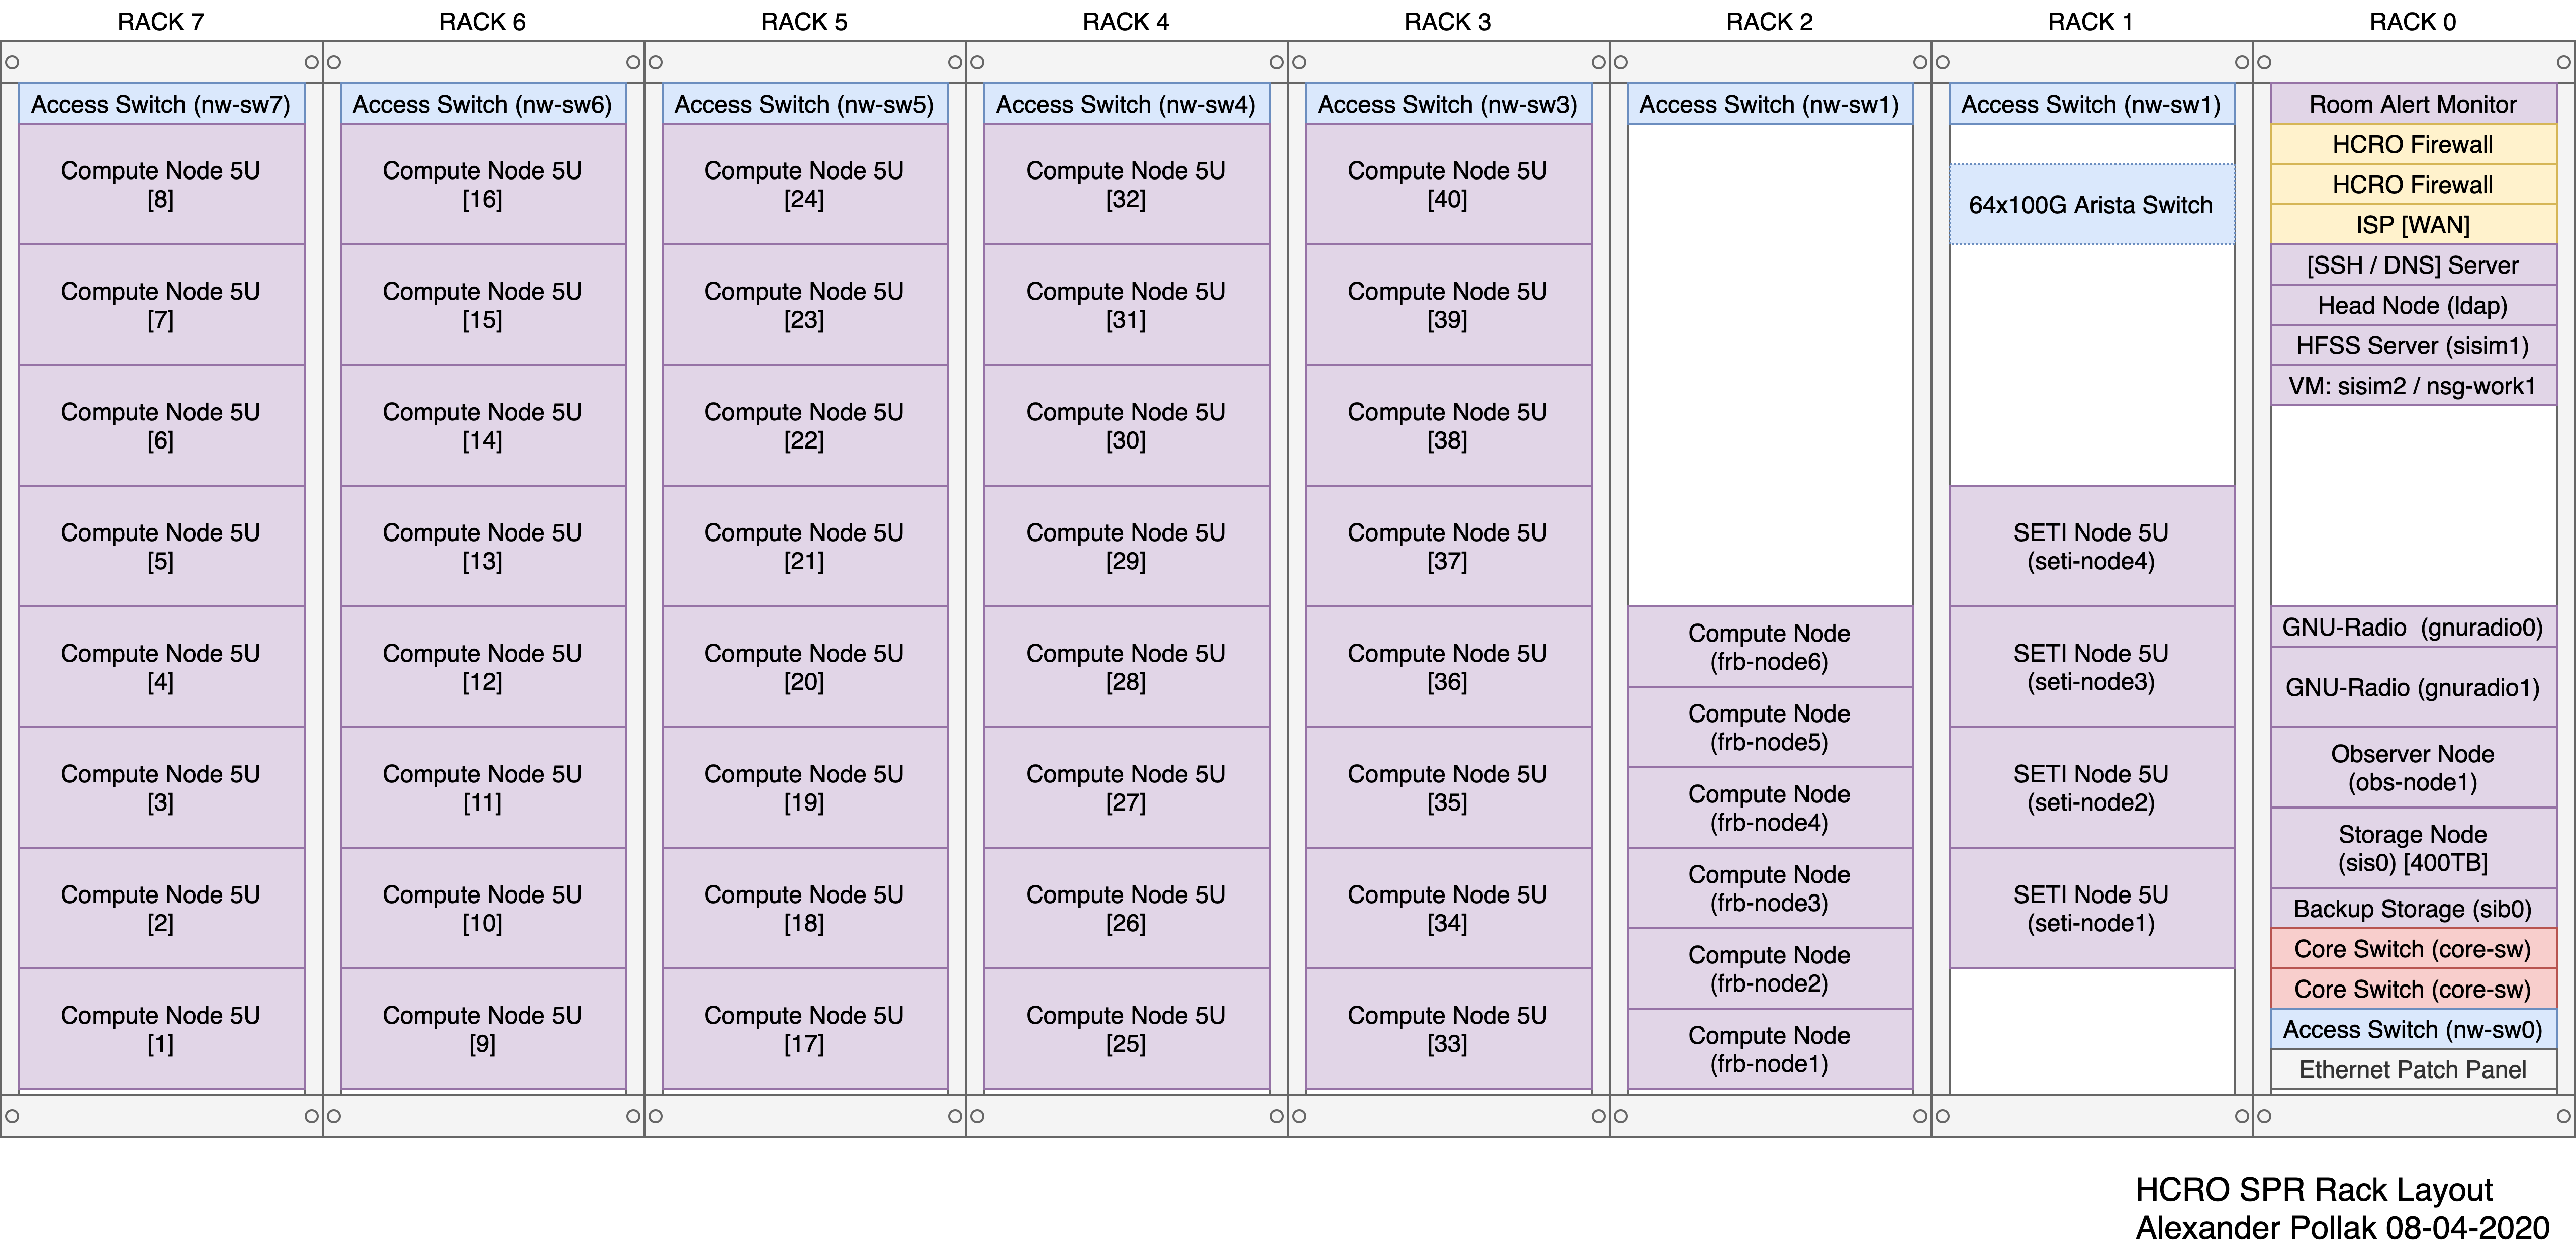 RACK 7
Access Switch (nw-sw7)
Compute Node 5U
[8]
Compute Node 5U
[7]
Compute Node 5U
[6]
Compute Node 5U
[5]
Compute Node 5U
[4]
Compute Node 5U
[3]
Compute Node 5U
[2]
Compute Node 5U
[1]
RACK 6
Access Switch (nw-sw6)
Compute Node 5U
[16]
Compute Node 5U
[15]
Compute Node 5U
[14]
Compute Node 5U
[13]
Compute Node 5U
[12]
Compute Node 5U
[11]
Compute Node 5U
[10]
Compute Node 5U
[9]
RACK 5
Access Switch (nw-sw5)
Compute Node 5U
[24]
Compute Node 5U
[23]
Compute Node 5U
[22]
Compute Node 5U
[21]
Compute Node 5U
[20]
Compute Node 5U
[19]
Compute Node 5U
[18]
Compute Node 5U
[17]
RACK 4
Access Switch (nw-sw4)
Compute Node 5U
[32]
Compute Node 5U
[31]
Compute Node 5U
[30]
Compute Node 5U
[29]
Compute Node 5U
[28]
Compute Node 5U
[27]
Compute Node 5U
[26]
Compute Node 5U
[25]
RACK 3
Access Switch (nw-sw3)
Compute Node 5U
[40]
Compute Node 5U
[39]
Compute Node 5U
[38]
Compute Node 5U
[37]
Compute Node 5U
[36]
Compute Node 5U
[35]
Compute Node 5U
[34]
Compute Node 5U
[33]
RACK 2
Access Switch (nw-sw1)
Compute Node
(frb-node6)
Compute Node
(frb-node5)
Compute Node
(frb-node4)
Compute Node
(frb-node3)
Compute Node
(frb-node2)
Compute Node
(frb-node1)
RACK 1
Access Switch (nw-sw1)
64x100G Arista Switch
SETI Node 5U
(seti-node4)
SETI Node 5U
(seti-node3)
SETI Node 5U
(seti-node2)
SETI Node 5U
(seti-node1)
RACK 0
Room Alert Monitor
HCRO Firewall
HCRO Firewall
ISP [WAN]
[SSH / DNS] Server
Head Node (ldap)
HFSS Server (sisim1)
VM: sisim2 / nsg-work1
GNU-Radio (gnuradio0)
GNU-Radio (gnuradio1)
Observer Node
(obs-node1)
Storage Node
(sis0) [400TB]
Backup Storage (sib0)
Core Switch (core-sw)
Core Switch (core-sw)
Access Switch (nw-sw0)
Ethernet Patch Panel
HCRO SPR Rack Layout
Alexander Pollak 08-04-2020